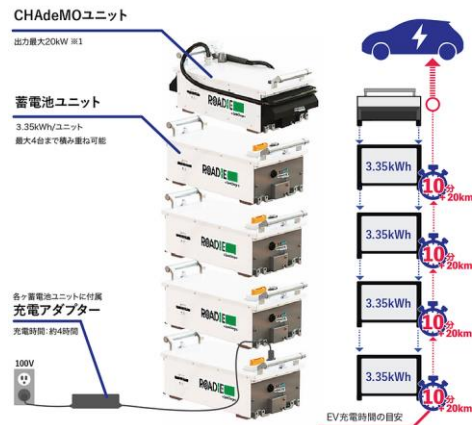 CHAdeMOユニット
出力最大20kW ※1
蓄電池ユニット
3.35kWh/ユニット
最大4台まで積み重ね可能
各ヶ蓄電池ユニットに付属
充電アダプター
充電時間：約4時間
100V
ROADIE
ROADIE
ROADIE
ROADIE
ROADIE
3.35kWh
10分
+20km
3.35kWh
10分
+20km
3.35kWh
10分
+20km
3.35kWh
10分
+20km
EV充電時間の目安